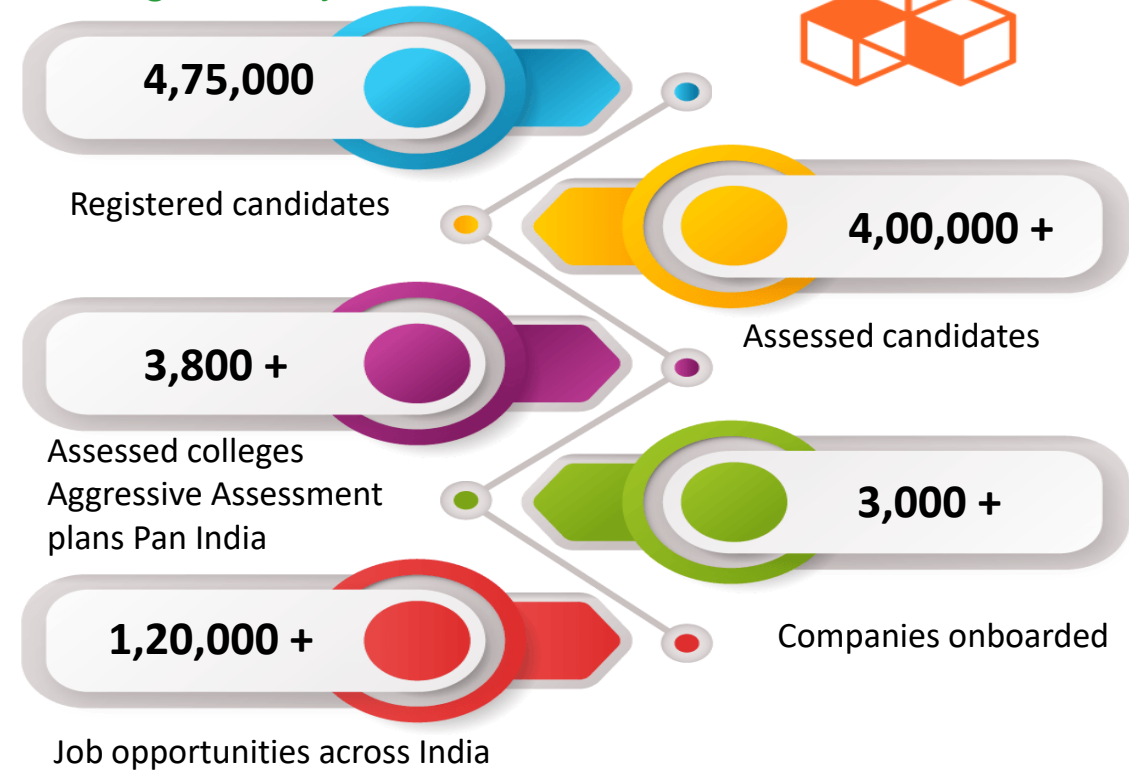 4,75,000
Registered candidates
4,00,000 +
Assessed candidates
3,800 +
Assessed colleges
Aggressive Assessment
plans Pan India
3,000 +
Companies onboarded
1,20,000 +
Job opportunities across India